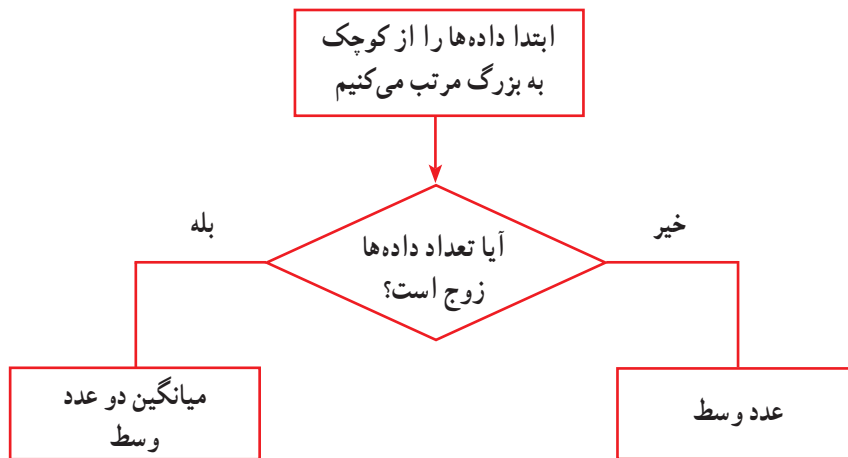 ابتدا داده‌ها را از کوچک
به بزرگ مرتب می‌کنیم
خیر
بله
آیا تعداد داده‌ها
زوج است؟
عدد وسط
میانگین دو عدد
وسط